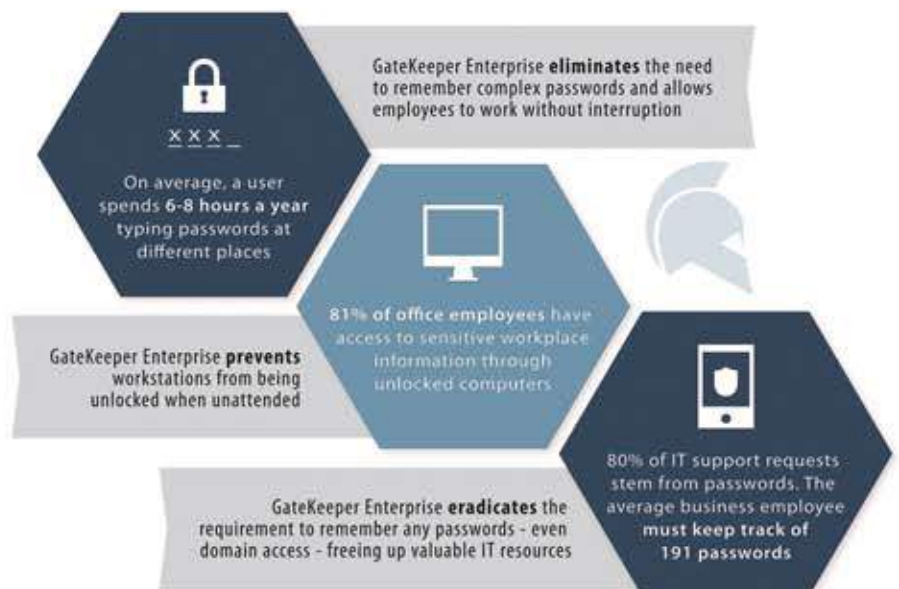 GateKeeper Enterprise eliminates the need
to remember complex passwords and allows
employees to work without interruption
x x x _
On average, a user
spends 6-8 hours a year
typing passwords at
different places
81% of office employees have
access to sensitive workplace
information through
unlocked computers
GateKeeper Enterprise prevents
workstations from being
unlocked when unattended
80% of IT support requests
stem from passwords. The
average business employee
must keep track of
191 passwords
GateKeeper Enterprise eradicates the
requirement to remember any passwords - even
domain access - freeing up valuable IT resources